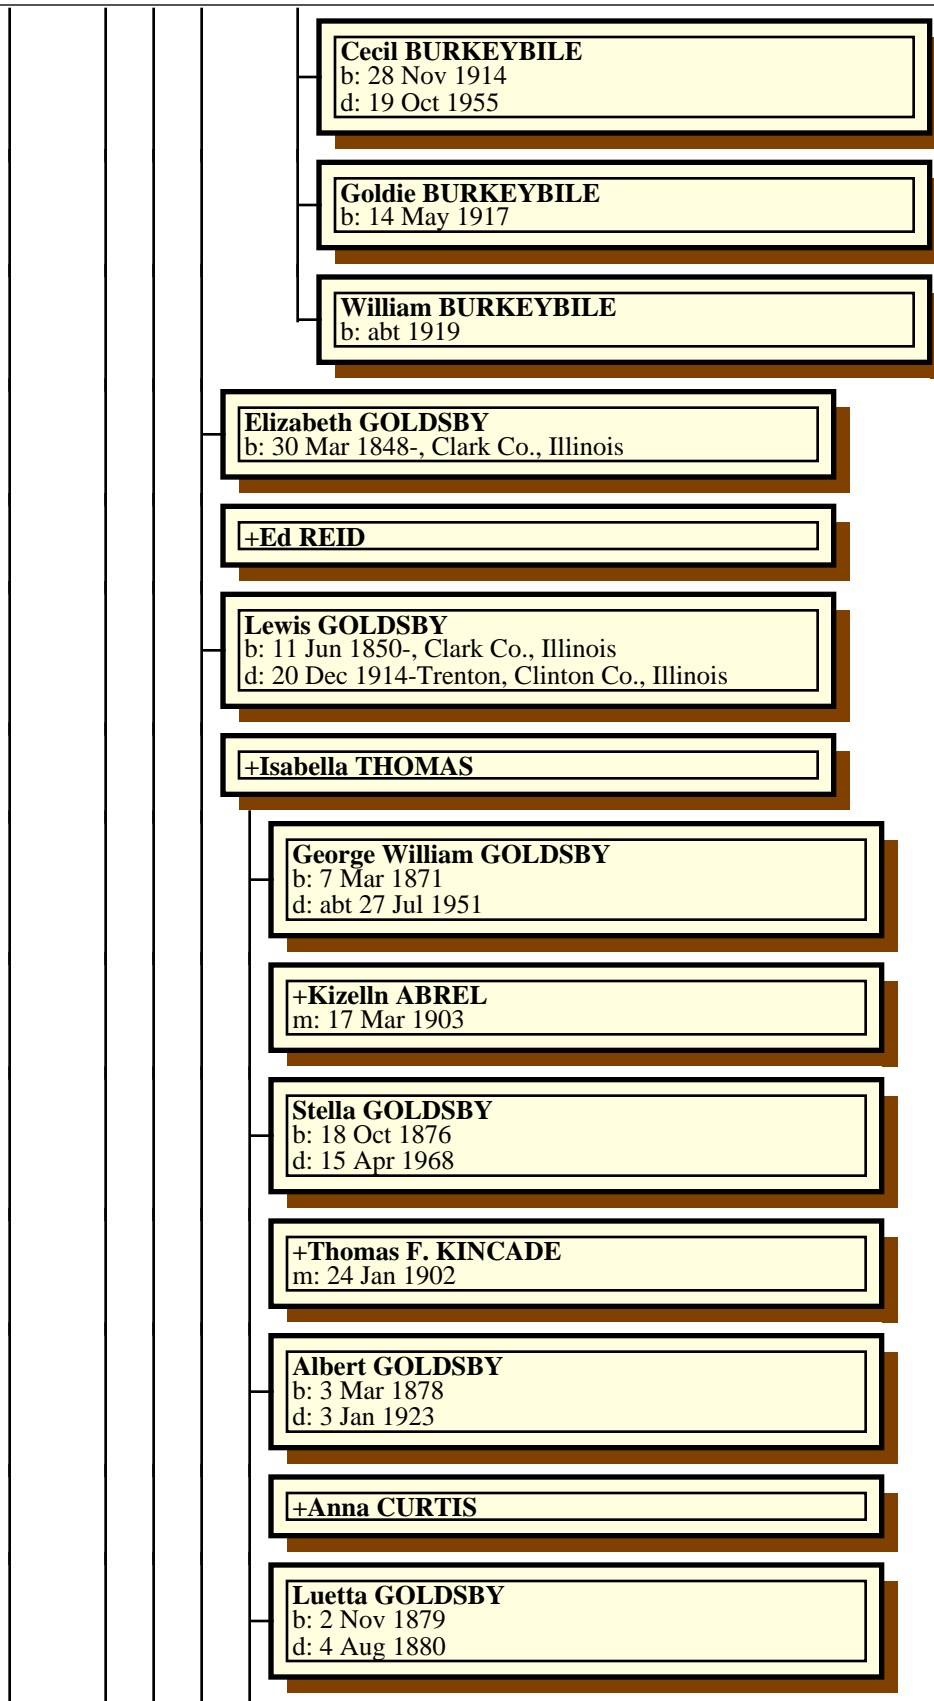 Cecil BURKEYBILE
b: 28 Nov 1914
d: 19 Oct 1955
Goldie BURKEYBILE
b: 14 May 1917
William BURKEYBILE
b: abt 1919
Elizabeth GOLDSBY
b: 30 Mar 1848-, Clark Co., Illinois
+Ed REID
Lewis GOLDSBY
b: 11 Jun 1850-, Clark Co., Illinois
d: 20 Dec 1914-Trenton, Clinton Co., Illinois
+Isabella THOMAS
George William GOLDSBY
b: 7 Mar 1871
d: abt 27 Jul 1951
+Kizelln ABREL
m: 17 Mar 1903
Stella GOLDSBY
b: 18 Oct 1876
d: 15 Apr 1968
+Thomas F. KINCADE
m: 24 Jan 1902
Albert GOLDSBY
b: 3 Mar 1878
d: 3 Jan 1923
+Anna CURTIS
Luetta GOLDSBY
b: 2 Nov 1879
d: 4 Aug 1880